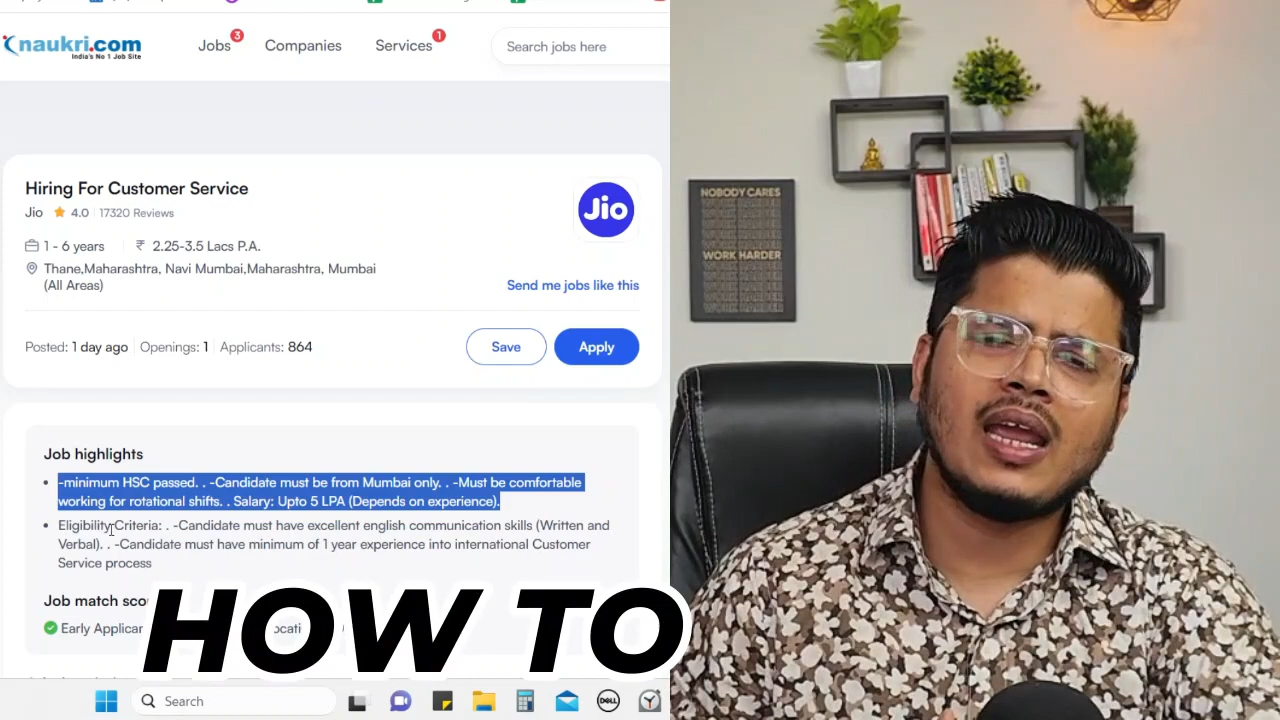 naukri.com
India's No 1 Job Site
Jobs 3
Companies
Services 1
Search jobs here
Hiring For Customer Service
Jio 4.0 17320 Reviews
Jio
1 - 6 years ₹ 2.25-3.5 Lacs P.A.
Thane,Maharashtra, Navi Mumbai,Maharashtra, Mumbai
(All Areas)
Send me jobs like this
Posted: 1 day ago Openings: 1 Applicants: 864
Save
Apply
Job highlights
-minimum HSC passed. . -Candidate must be from Mumbai only. . -Must be comfortable
working for rotational shifts. . Salary: Upto 5 LPA (Depends on experience).
Eligibility Criteria: . -Candidate must have excellent english communication skills (Written and
Verbal). . -Candidate must have minimum of 1 year experience into international Customer
Service process
Job match
Early
HOW TO
Search
DELL
NOBODY CARES
WORK HARDER